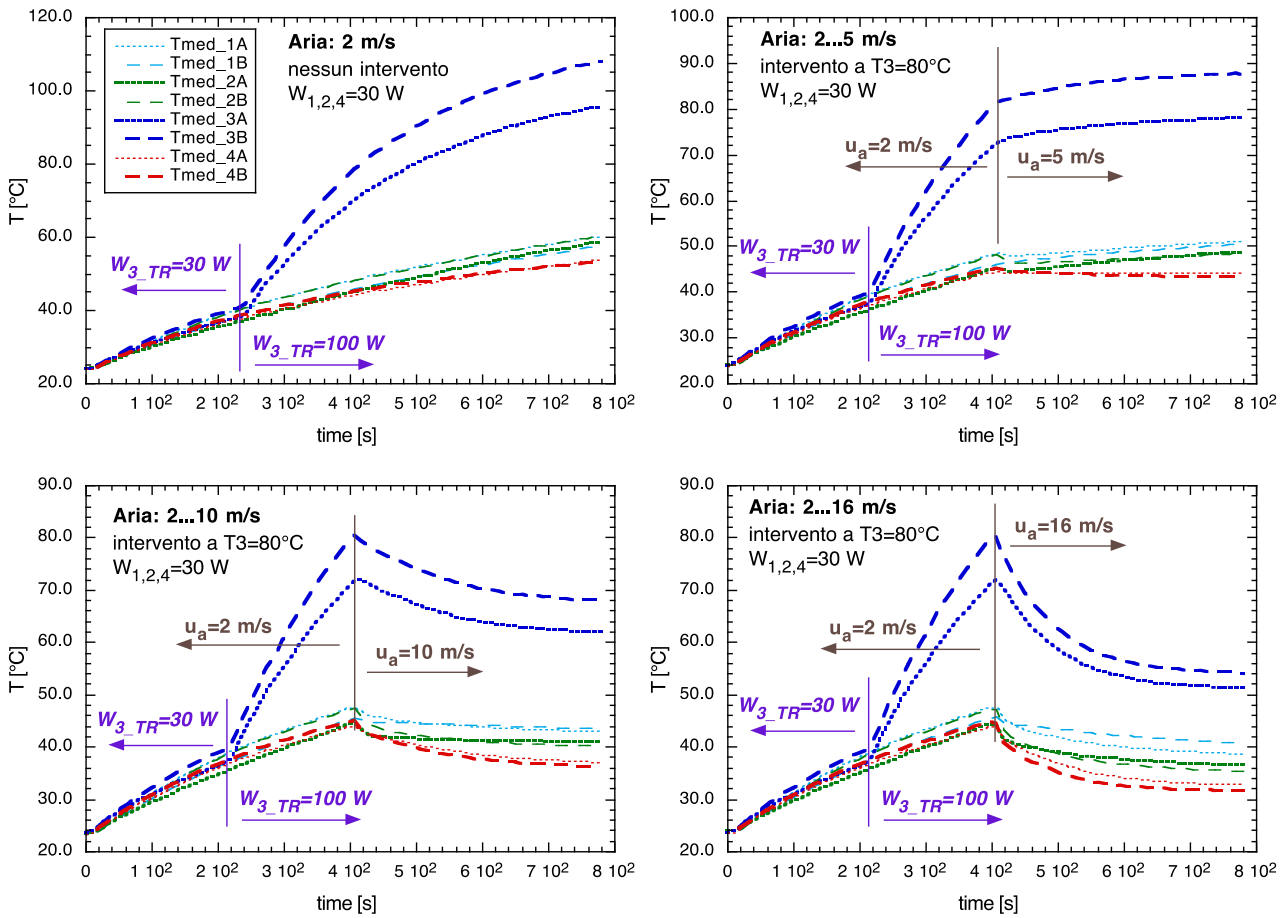 Tmed_1A
Tmed_1B
Tmed_2A
Tmed_2B
Tmed_3A
Tmed_3B
Tmed_4A
Tmed_4B
Aria: 2 m/s
nessun intervento
W1,2,4=30 W
120.0
100.0
80.0
60.0
40.0
20.0
T [°C]
W3_TR=30 W
W3_TR=100 W
0 1 10² 2 10² 3 10² 4 10² 5 10² 6 10² 7 10² 8 10²
time [s]
Aria: 2...5 m/s
intervento a T3=80°C
W1,2,4=30 W
100.0
90.0
80.0
70.0
60.0
50.0
40.0
30.0
20.0
T [°C]
ua=2 m/s
ua=5 m/s
W3_TR=30 W
W3_TR=100 W
0 1 10² 2 10² 3 10² 4 10² 5 10² 6 10² 7 10² 8 10²
time [s]
Aria: 2...10 m/s
intervento a T3=80°C
W1,2,4=30 W
90.0
80.0
70.0
60.0
50.0
40.0
30.0
20.0
T [°C]
ua=2 m/s
ua=10 m/s
W3_TR=30 W
W3_TR=100 W
0 1 10² 2 10² 3 10² 4 10² 5 10² 6 10² 7 10² 8 10²
time [s]
Aria: 2...16 m/s
intervento a T3=80°C
W1,2,4=30 W
90.0
80.0
70.0
60.0
50.0
40.0
30.0
20.0
T [°C]
ua=16 m/s
ua=2 m/s
W3_TR=30 W
W3_TR=100 W
0 1 10² 2 10² 3 10² 4 10² 5 10² 6 10² 7 10² 8 10²
time [s]